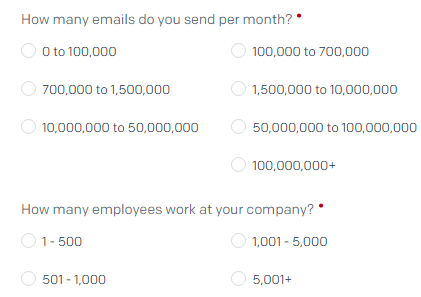 How many emails do you send per month? *
0 to 100,000 100,000 to 700,000
700,000 to 1,500,000 1,500,000 to 10,000,000
10,000,000 to 50,000,000 50,000,000 to 100,000,000
100,000,000+
How many employees work at your company? *
1 - 500 1,001 - 5,000
501 - 1,000 5,001+